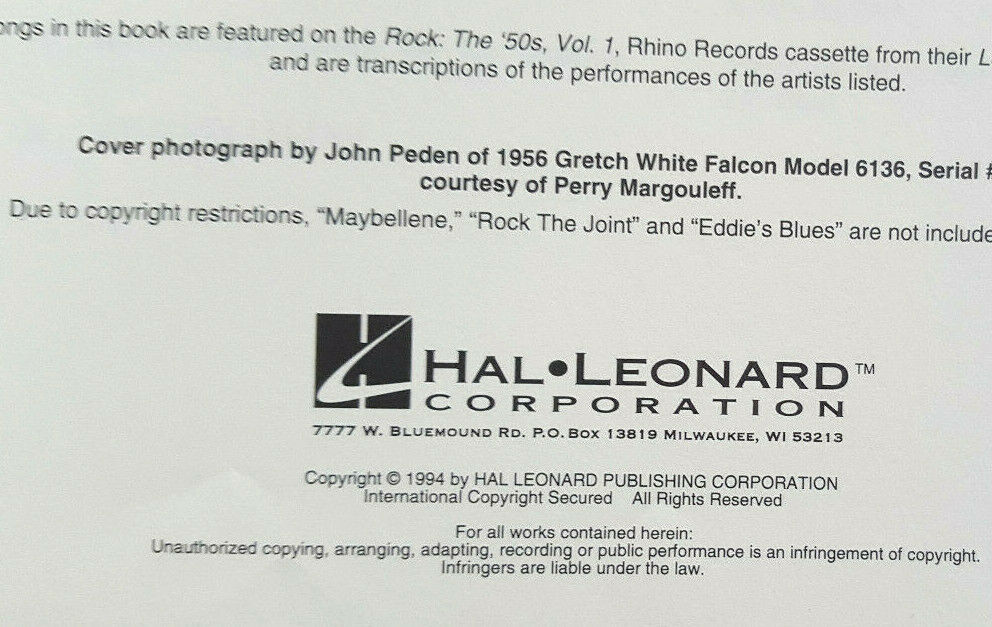 ongs in this book are featured on the Rock: The '50s, Vol. 1, Rhino Records cassette from their L
and are transcriptions of the performances of the artists listed.
Cover photograph by John Peden of 1956 Gretch White Falcon Model 6136, Serial #
courtesy of Perry Margouleff.
Due to copyright restrictions, “Maybellene,” “Rock The Joint” and “Eddie’s Blues” are not include
HAL•LEONARD™
CORPORATION
7777 W. BLUEMOUND RD. P.O. BOX 13819 MILWAUKEE, WI 53213
Copyright © 1994 by HAL LEONARD PUBLISHING CORPORATION
International Copyright Secured All Rights Reserved
For all works contained herein:
Unauthorized copying, arranging, adapting, recording or public performance is an infringement of copyright.
Infringers are liable under the law.